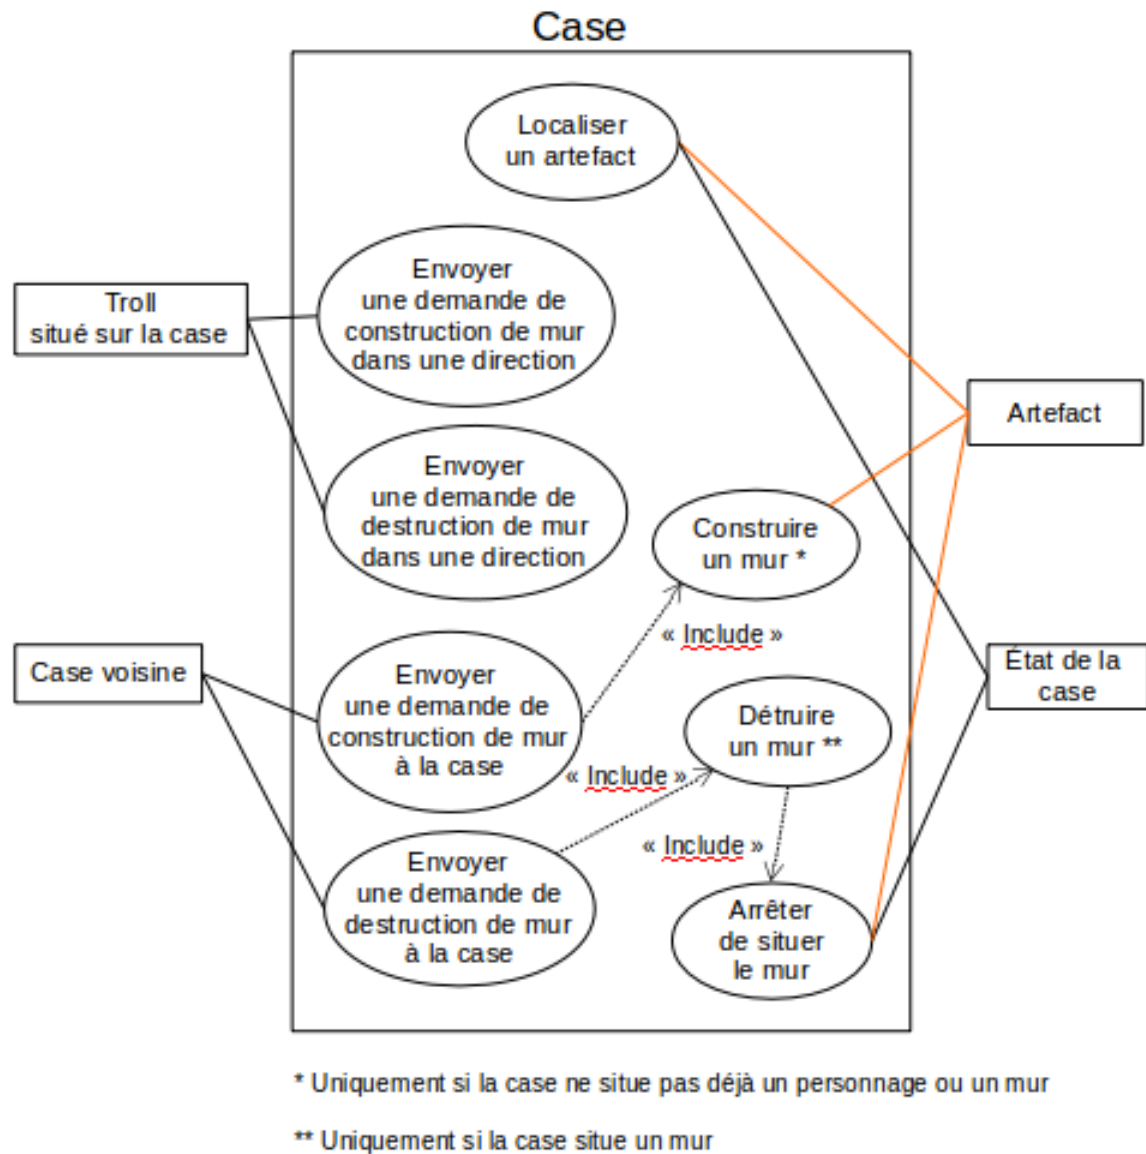 Case
Localiser
un artefact
Envoyer
une demande de
construction de mur
dans une direction
Troll
situé sur la case
Artefact
Envoyer
une demande de
destruction de mur
dans une direction
Construire
un mur *
« Include »
Case voisine
Envoyer
une demande de
construction de mur
à la case
État de la
case
Détruire
un mur **
« Include »
« Include »
Envoyer
une demande de
destruction de mur
à la case
Arrêter
de situer
le mur
* Uniquement si la case ne situe pas déjà un personnage ou un mur
** Uniquement si la case situe un mur